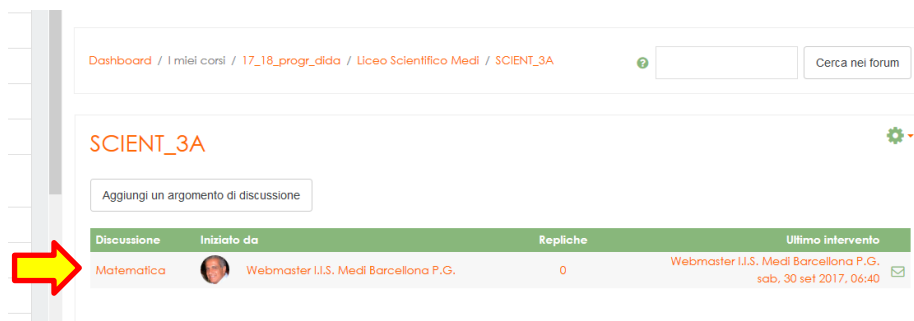 Dashboard / I miei corsi / 17_18_progr_dida / Liceo Scientifico Medi / SCIENT_3A
Cerca nei forum
SCIENT_3A
Aggiungi un argomento di discussione
Discussione Iniziato da Repliche Ultimo intervento
Matematica Webmaster I.I.S. Medi Barcellona P.G. 0 Webmaster I.I.S. Medi Barcellona P.G.
sab, 30 set 2017, 06:40